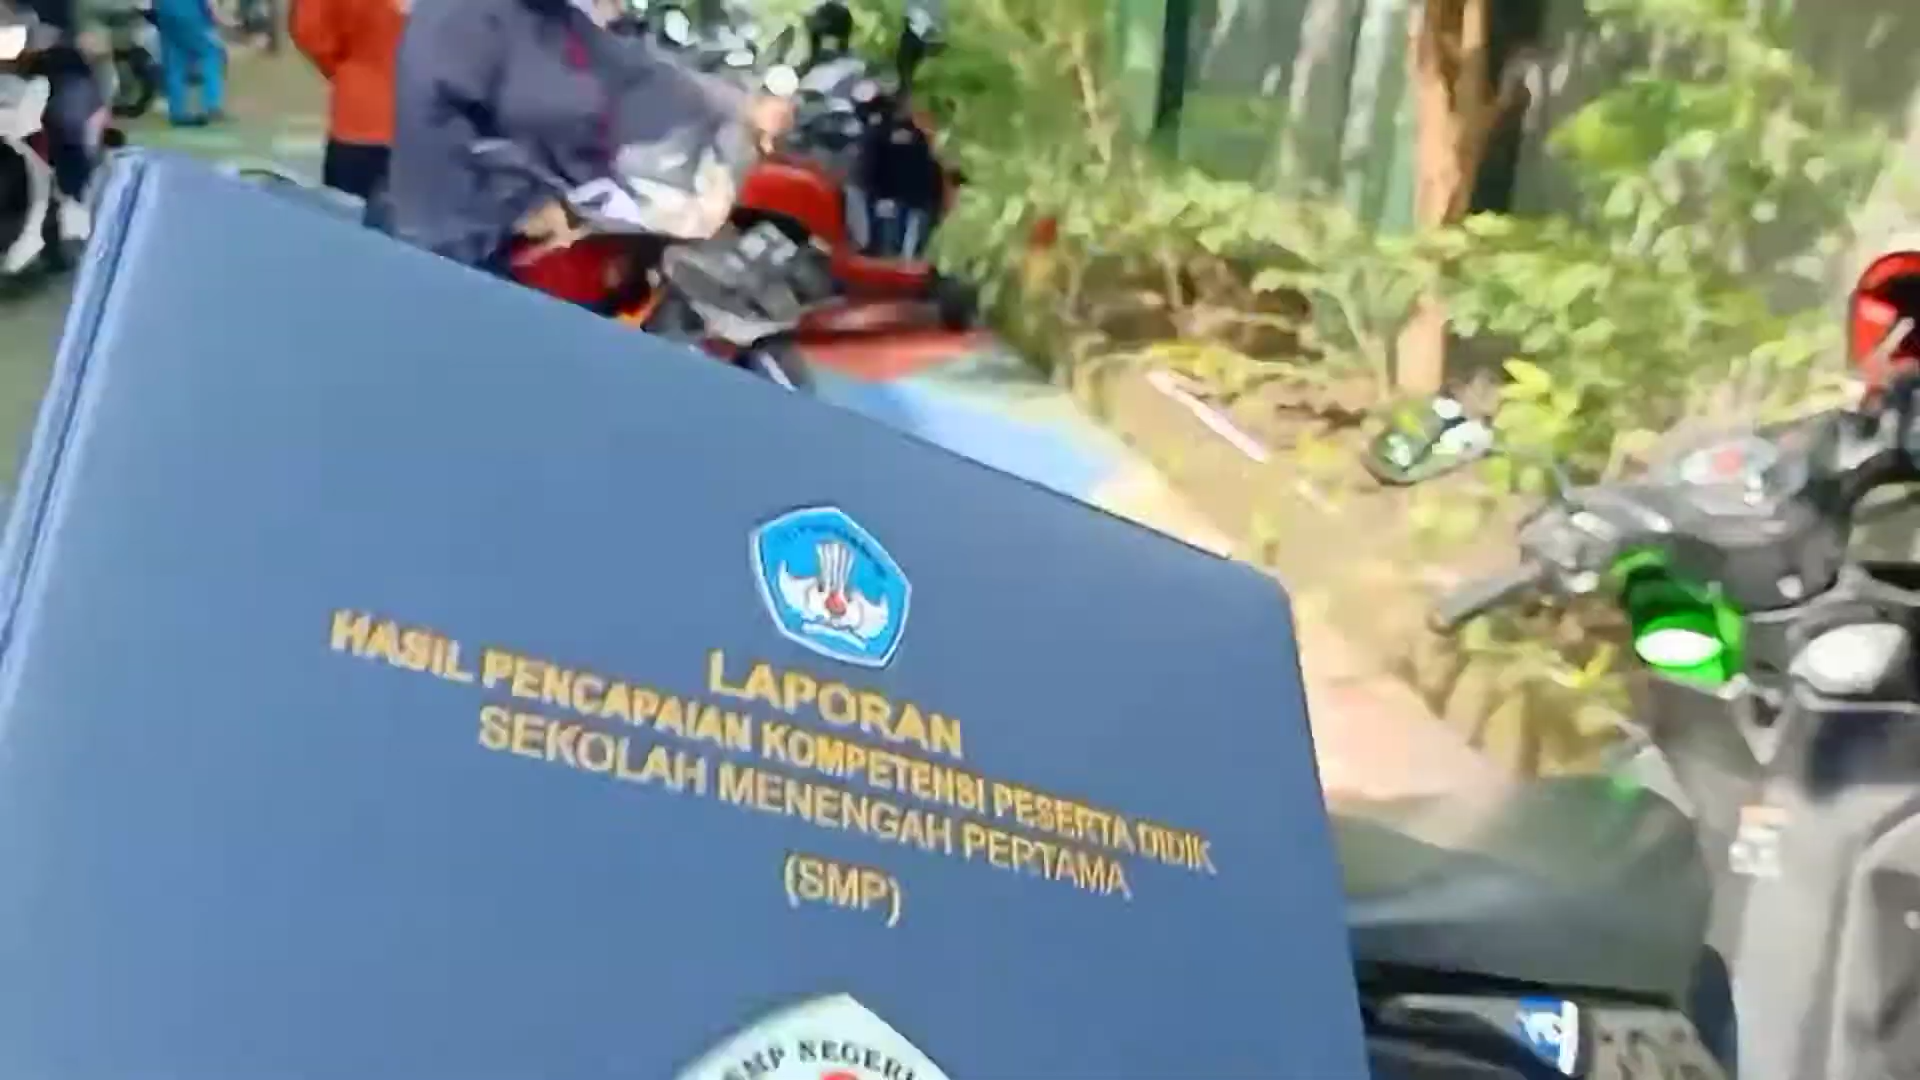 LAPORAN
HASIL PENCAPAIAN KOMPETENSI PESERTA DIDIK
SEKOLAH MENENGAH PERTAMA
(SMP)
SMP NEGERI